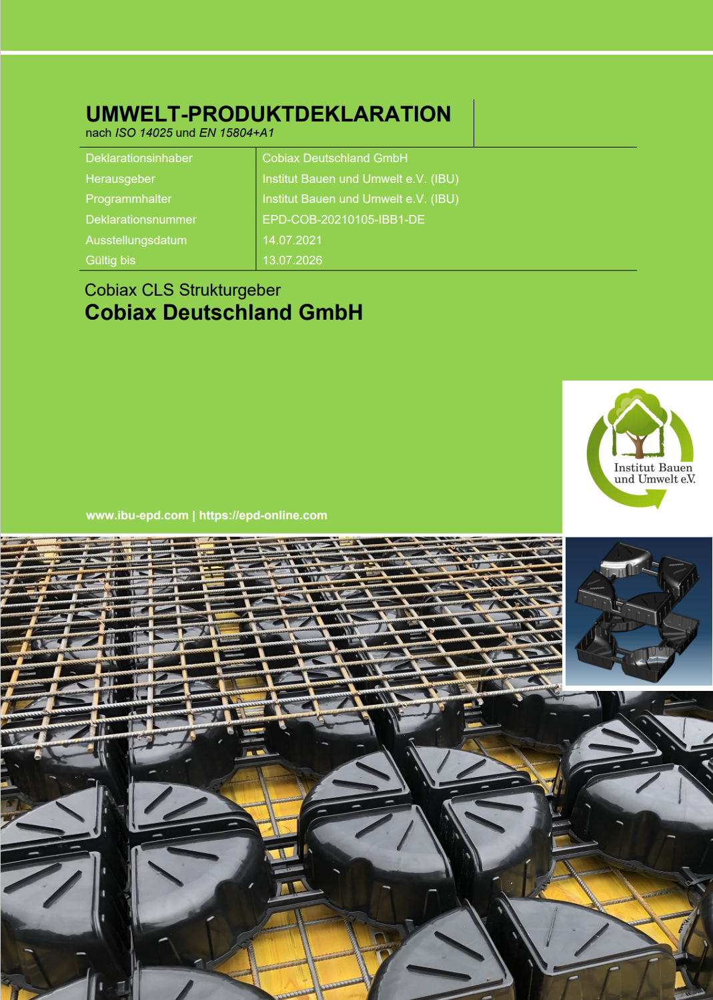 UMWELT-PRODUKTDEKLARATION
nach ISO 14025 und EN 15804+A1
Deklarationsinhaber Cobiax Deutschland GmbH
Herausgeber Institut Bauen und Umwelt e.V. (IBU)
Programmhalter Institut Bauen und Umwelt e.V. (IBU)
Deklarationsnummer EPD-COB-20210105-IBB1-DE
Ausstellungsdatum 14.07.2021
Gültig bis 13.07.2026
Cobiax CLS Strukturgeber
Cobiax Deutschland GmbH
Institut Bauen
und Umwelt e.V.
www.ibu-epd.com | https://epd-online.com